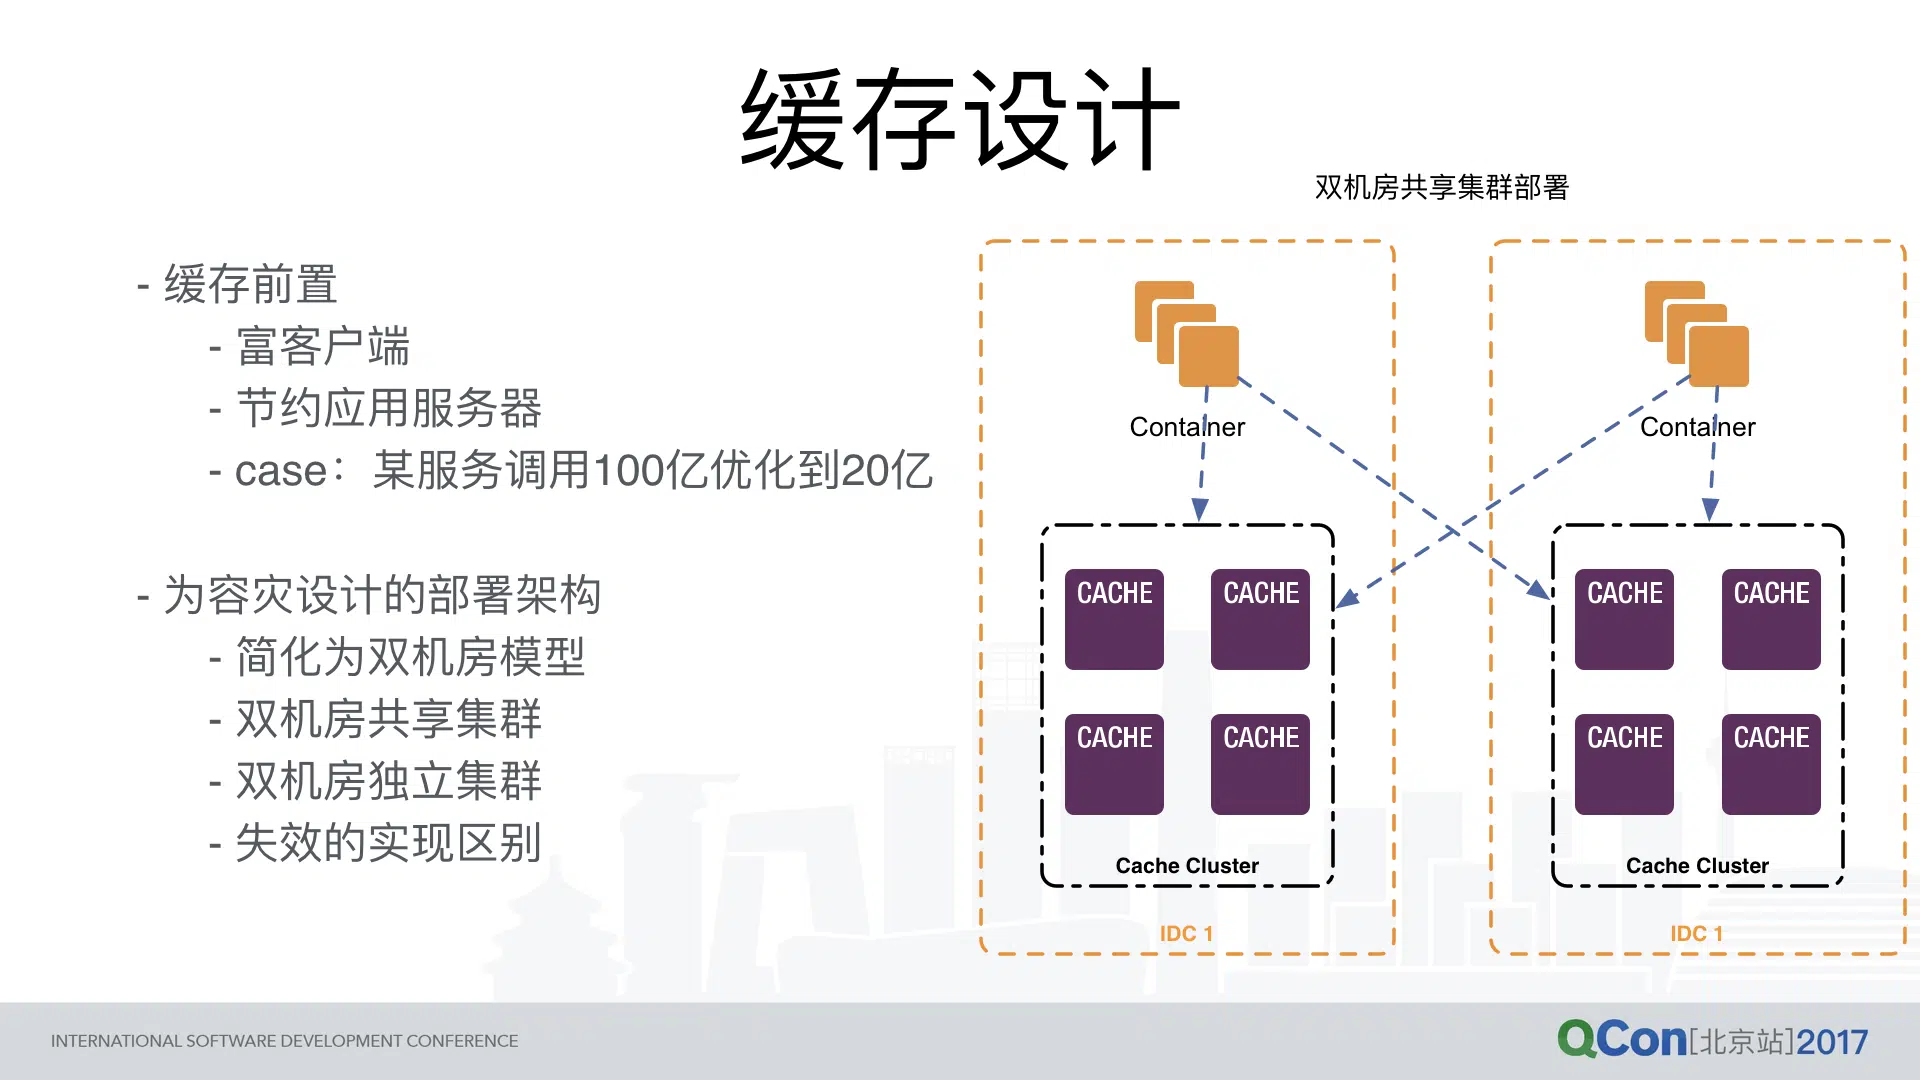 缓存设计
- 缓存前置
- 富客户端
- 节约应用服务器
- case：某服务调用100亿优化到20亿
- 为容灾设计的部署架构
- 简化为双机房模型
- 双机房共享集群
- 双机房独立集群
- 失效的实现区别
双机房共享集群部署
Container
CACHE CACHE
CACHE CACHE
Cache Cluster
IDC 1
Container
CACHE CACHE
CACHE CACHE
Cache Cluster
IDC 1
INTERNATIONAL SOFTWARE DEVELOPMENT CONFERENCE
QCon[北京站]2017